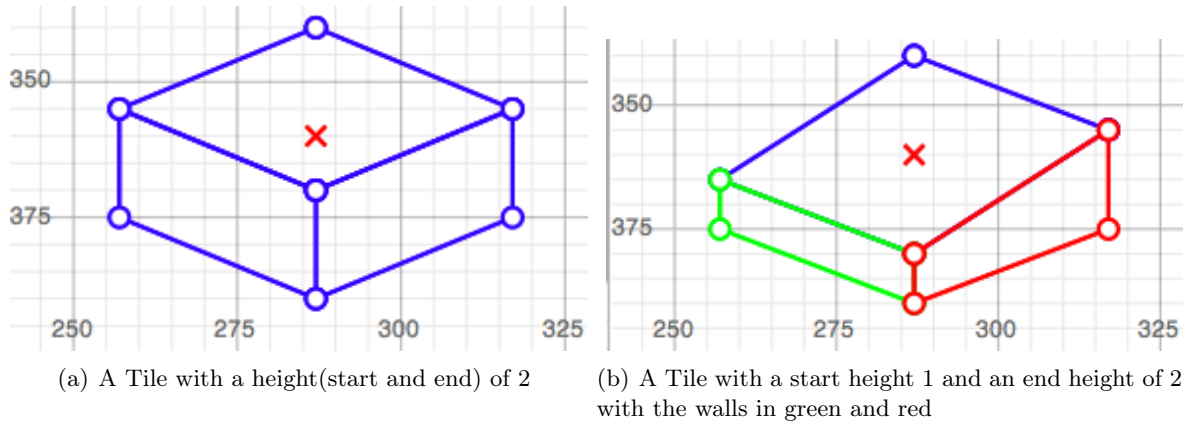 350
375
250 275 300 325
350
375
250 275 300 325
(a) A Tile with a height(start and end) of 2
(b) A Tile with a start height 1 and an end height of 2
with the walls in green and red